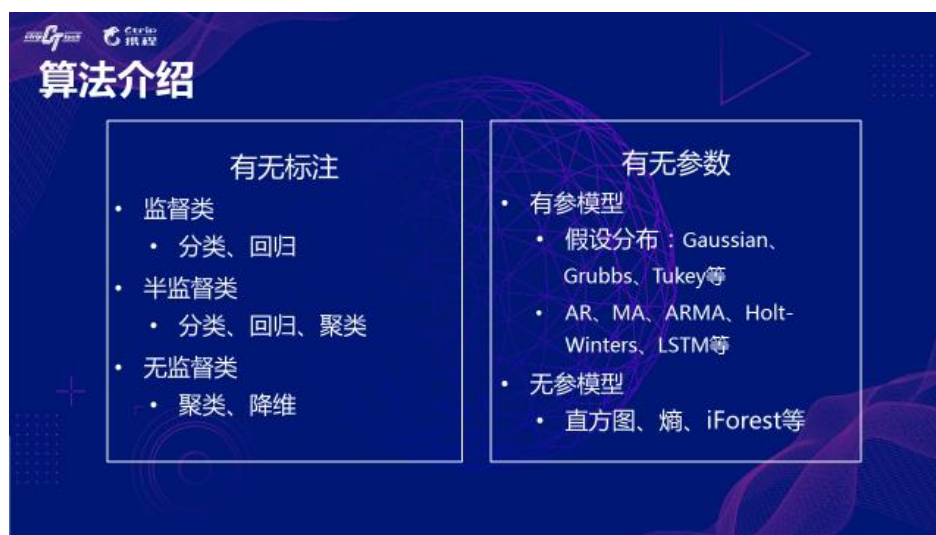 Ctrip
携程
算法介绍
有无标注
• 监督类
• 分类、回归
• 半监督类
• 分类、回归、聚类
• 无监督类
• 聚类、降维
有无参数
• 有参模型
• 假设分布：Gaussian、
Grubbs、Tukey等
• AR、MA、ARMA、Holt-
Winters、LSTM等
• 无参模型
• 直方图、熵、iForest等